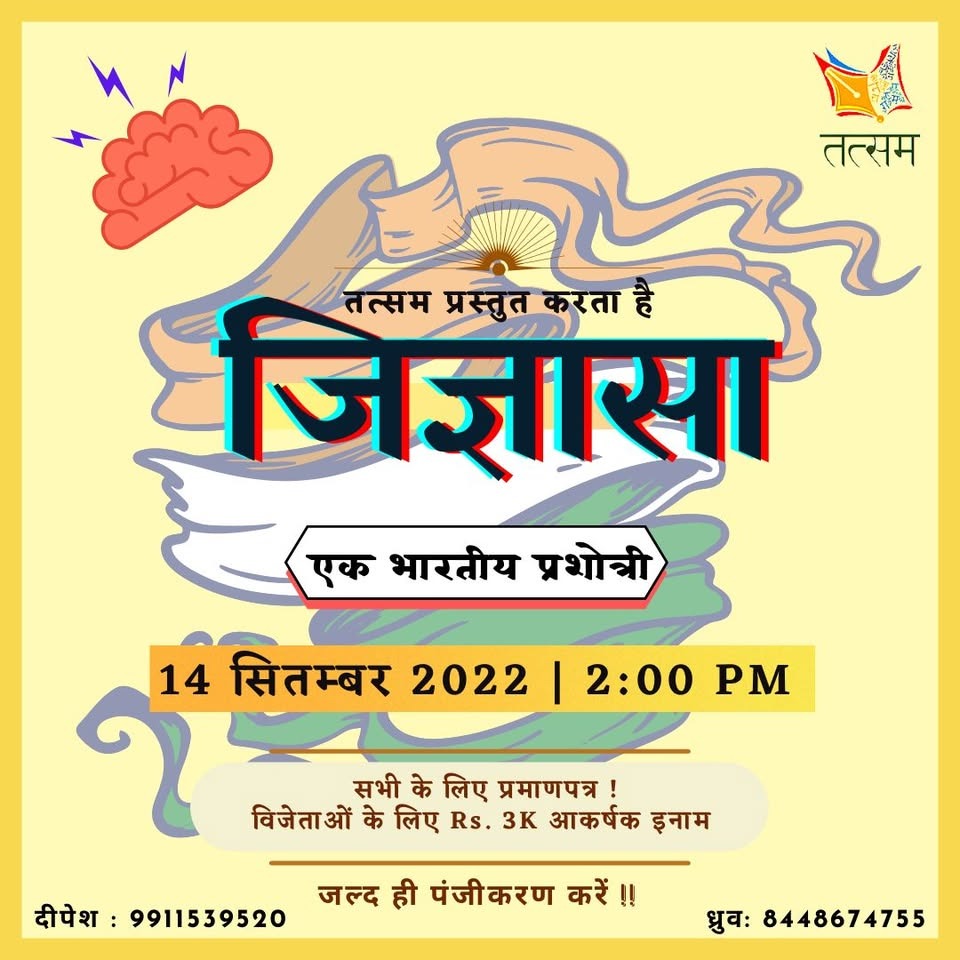 तत्सम
तत्सम प्रस्तुत करता है
जिज्ञासा
एक भारतीय प्रशोत्री
14 सितम्बर 2022 | 2:00 PM
सभी के लिए प्रमाणपत्र !
विजेताओं के लिए Rs. 3K आकर्षक इनाम
जल्द ही पंजीकरण करें !!
दीपेश : 9911539520
ध्रुव: 8448674755